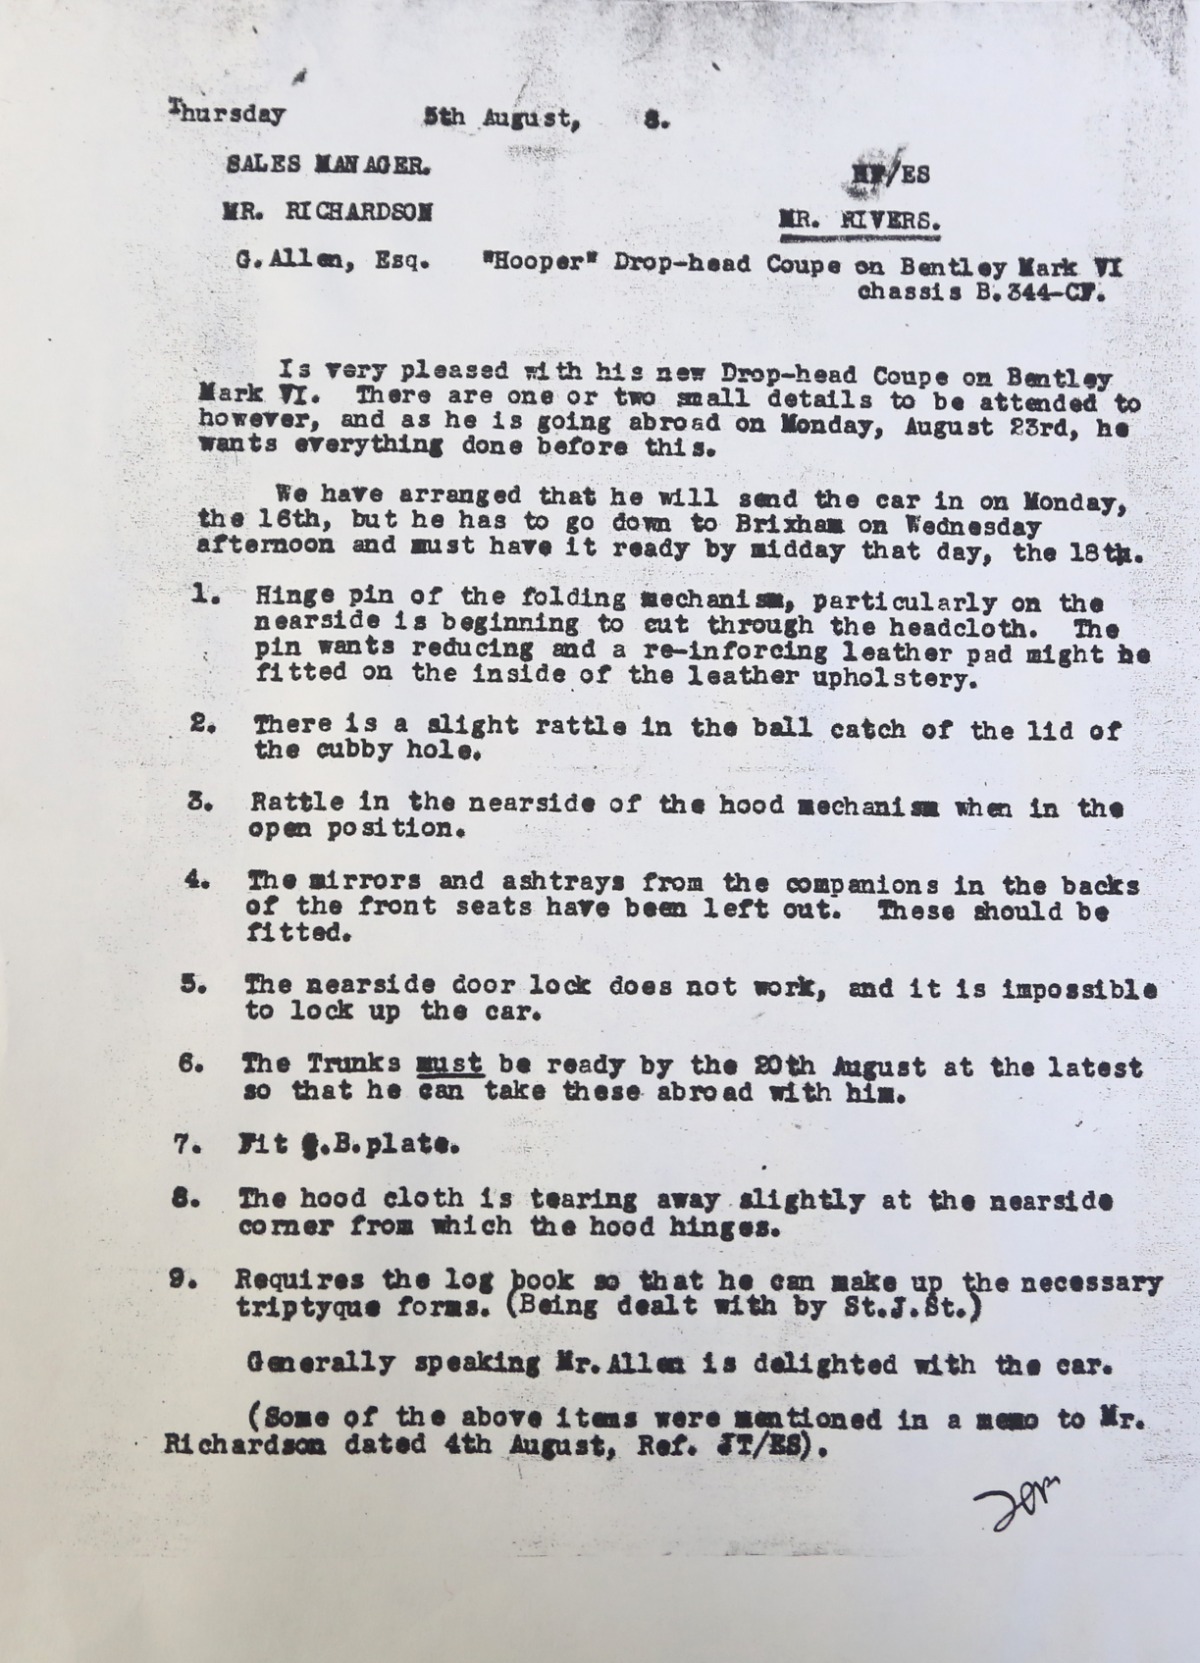 Thursday 5th August, 8.
SALES MANAGER. /ES
MR. RICHARDSON MR. RIVERS.
G.Allen, Esq. "Hooper" Drop-head Coupe on Bentley Mark VI
chassis B.344-CF.
Is very pleased with his new Drop-head Coupe on Bentley
Mark VI. There are one or two small details to be attended to
however, and as he is going abroad on Monday, August 23rd, he
wants everything done before this.
We have arranged that he will send the car in on Monday,
the 16th, but he has to go down to Brixham on Wednesday
afternoon and must have it ready by midday that day, the 18th.
1. Hinge pin of the folding mechanism, particularly on the
nearside is beginning to cut through the headcloth. The
pin wants reducing and a re-inforcing leather pad might be
fitted on the inside of the leather upholstery.
2. There is a slight rattle in the ball catch of the lid of
the cubby hole.
3. Rattle in the nearside of the hood mechanism when in the
open position.
4. The mirrors and ashtrays from the companions in the backs
of the front seats have been left out. These should be
fitted.
5. The nearside door lock does not work, and it is impossible
to lock up the car.
6. The Trunks must be ready by the 20th August at the latest
so that he can take these abroad with him.
7. Fit G.B.plate.
8. The hood cloth is tearing away slightly at the nearside
corner from which the hood hinges.
9. Requires the log book so that he can make up the necessary
triptyque forms. (Being dealt with by St.J.St.)
Generally speaking Mr.Allen is delighted with the car.
(Some of the above items were mentioned in a memo to Mr.
Richardson dated 4th August, Ref. JT/ES).